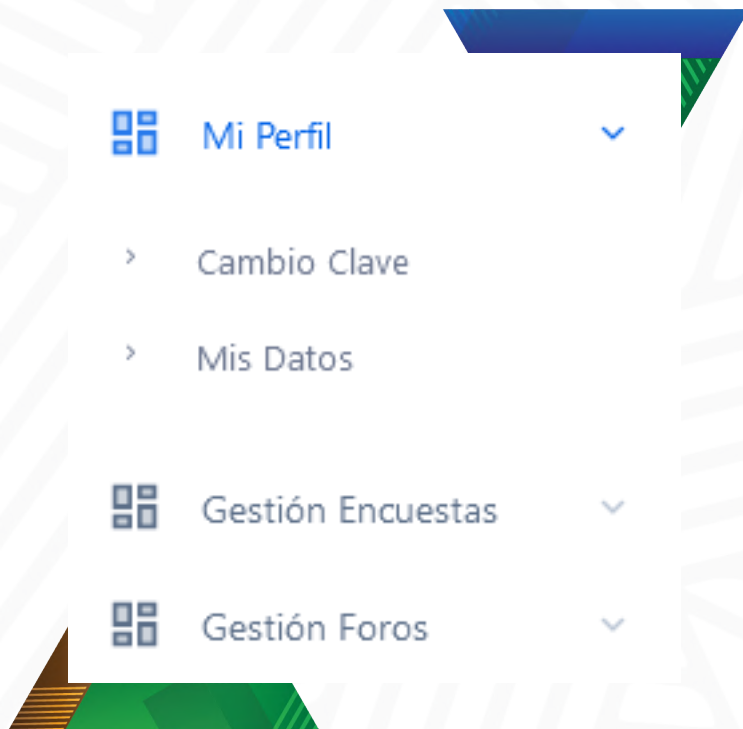 Mi Perfil
Cambio Clave
Mis Datos
Gestión Encuestas
Gestión Foros